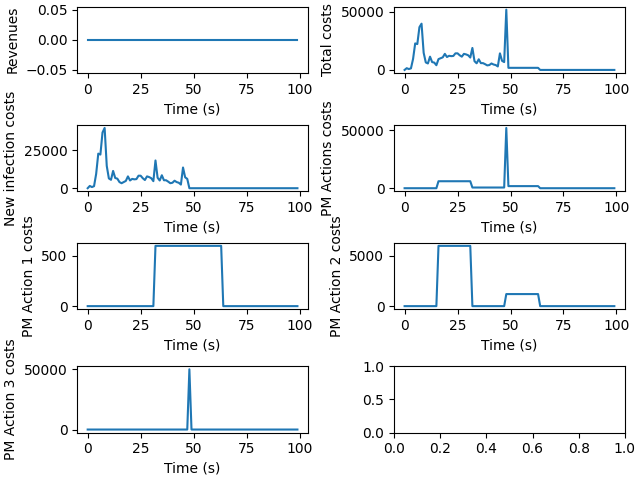 Revenues
0.05
0.00
−0.05
0 25 50 75 100
Time (s)
Total costs
50000
0
0 25 50 75 100
Time (s)
New infection costs
25000
0
0 25 50 75 100
Time (s)
PM Actions costs
50000
0
0 25 50 75 100
Time (s)
PM Action 1 costs
500
0
0 25 50 75 100
Time (s)
PM Action 2 costs
5000
0
0 25 50 75 100
Time (s)
PM Action 3 costs
50000
0
0 25 50 75 100
Time (s)
1.0
0.5
0.0
0.0 0.2 0.4 0.6 0.8 1.0